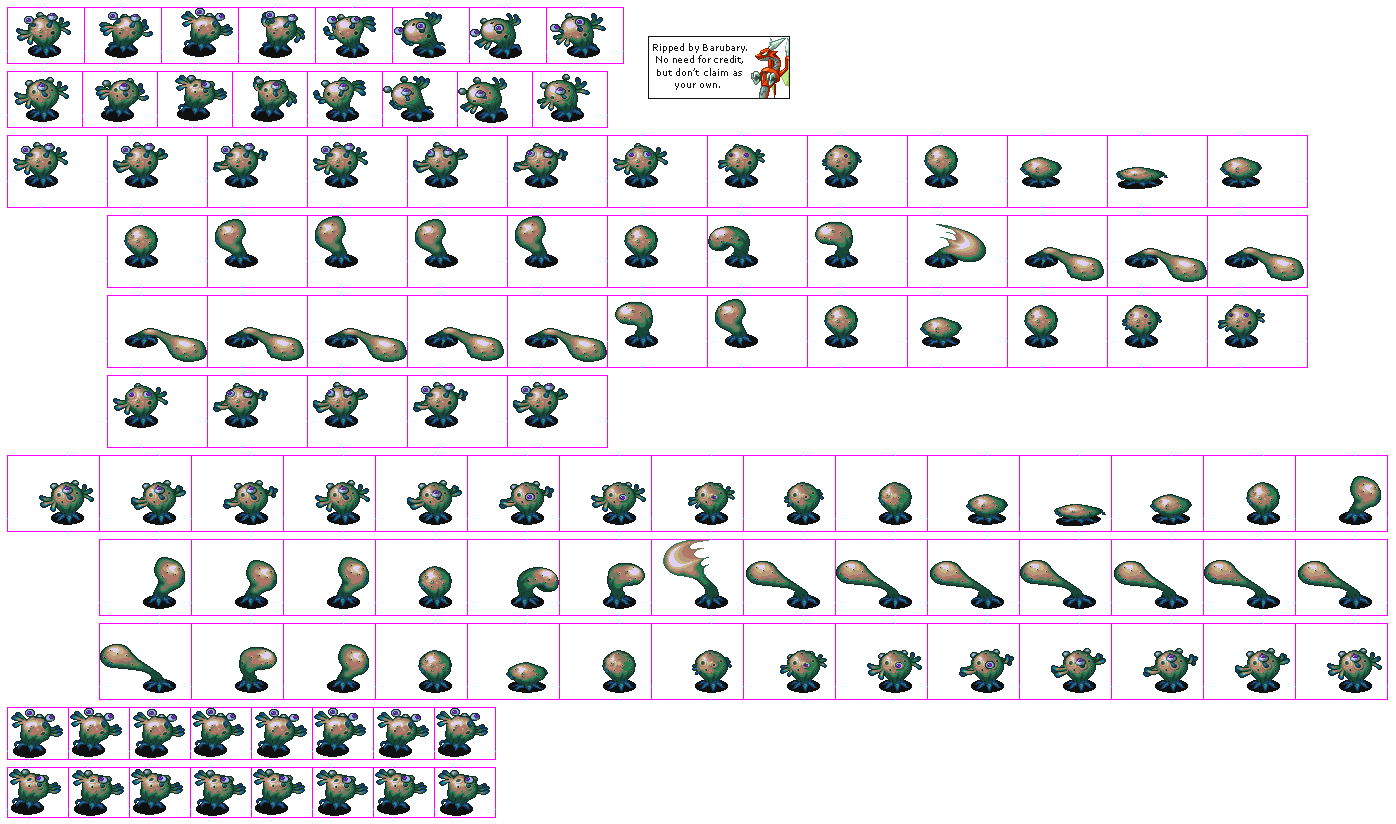 Ripped by Barubary.
No need for credit,
but don't claim as
your own.